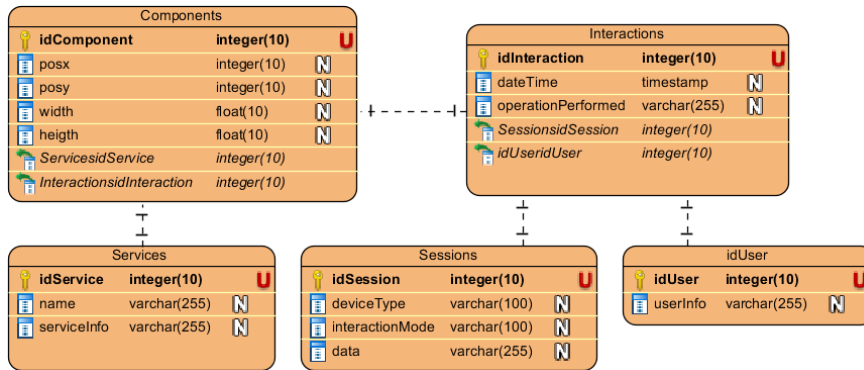 Components
idComponent integer(10) U
posx integer(10) N
posy integer(10) N
width float(10) N
heigth float(10) N
ServicesidService integer(10)
InteractionsidInteraction integer(10)
Interactions
idInteraction integer(10) U
dateTime timestamp N
operationPerformed varchar(255) N
SessionsidSession integer(10)
idUseridUser integer(10)
Services
idService integer(10) U
name varchar(255) N
serviceInfo varchar(255) N
Sessions
idSession integer(10) U
deviceType varchar(100) N
interactionMode varchar(100) N
data varchar(255) N
idUser
idUser integer(10) U
userInfo varchar(255) N